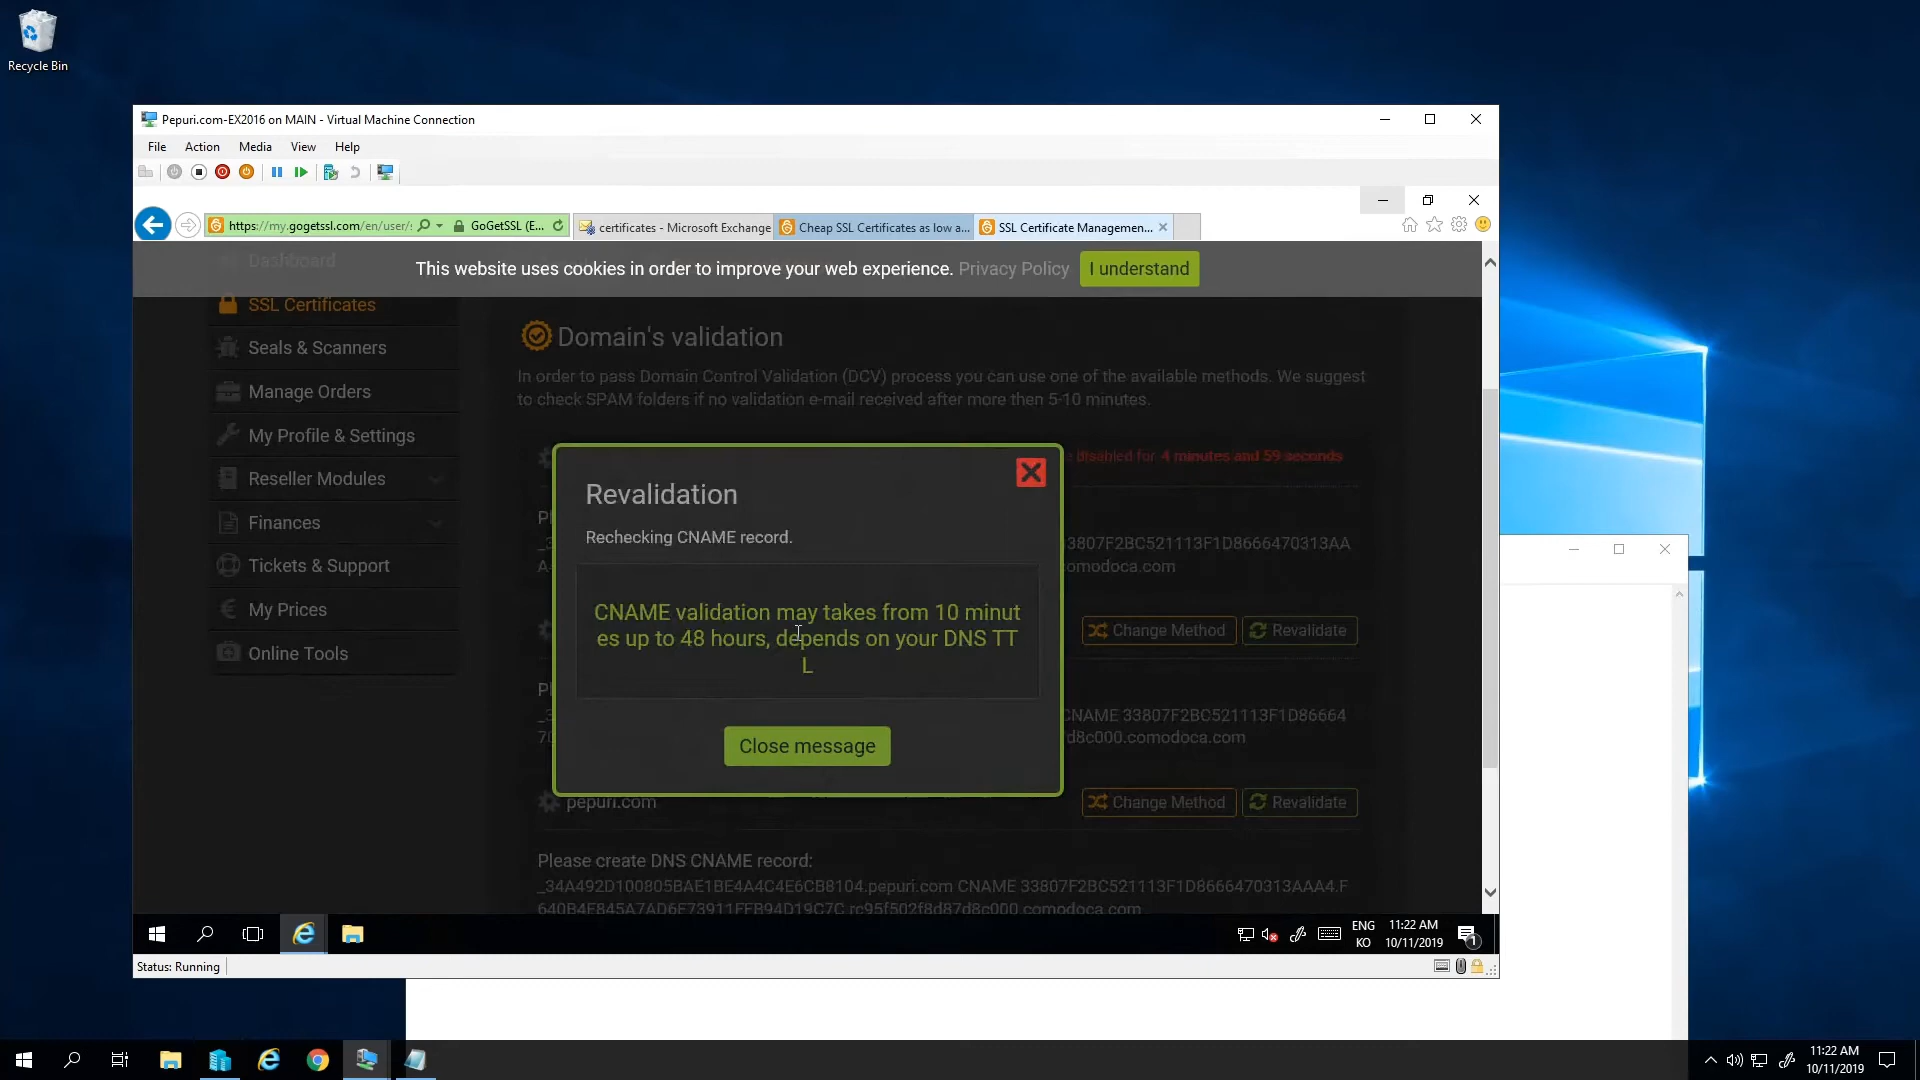 Recycle Bin
Pepuri.com-EX2016 on MAIN - Virtual Machine Connection
File Action Media View Help
https://my.gogetssl.com/en/user/:
GoGetSSL (E...
certificates - Microsoft Exchange
Cheap SSL Certificates as low a...
SSL Certificate Managemen...
Dashboard
This website uses cookies in order to improve your web experience. Privacy Policy I understand
SSL Certificates
Seals & Scanners
Manage Orders
My Profile & Settings
Reseller Modules
Finances
Tickets & Support
My Prices
Online Tools
Domain's validation
In order to pass Domain Control Validation (DCV) process you can use one of the available methods. We suggest
to check SPAM folders if no validation e-mail received after more then 5-10 minutes.
disabled for 4 minutes and 59 seconds
Revalidation
Rechecking CNAME record.
CNAME validation may takes from 10 minut
es up to 48 hours, depends on your DNS TT
L
Close message
3807F2BC521113F1D8666470313AA
comodoca.com
Change Method Revalidate
CNAME 33807F2BC521113F1D86664
d8c000.comodoca.com
pepuri.com
Change Method Revalidate
Please create DNS CNAME record:
_34A492D100805BAE1BE4A4C4E6CB8104.pepuri.com CNAME 33807F2BC521113F1D8666470313AAA4.F
640B4F845A7AD6F73911FFB94D19C7C.rc95f502f8d87d8c000.comodoca.com
ENG
KO
11:22 AM
10/11/2019
1
Status: Running
11:22 AM
10/11/2019